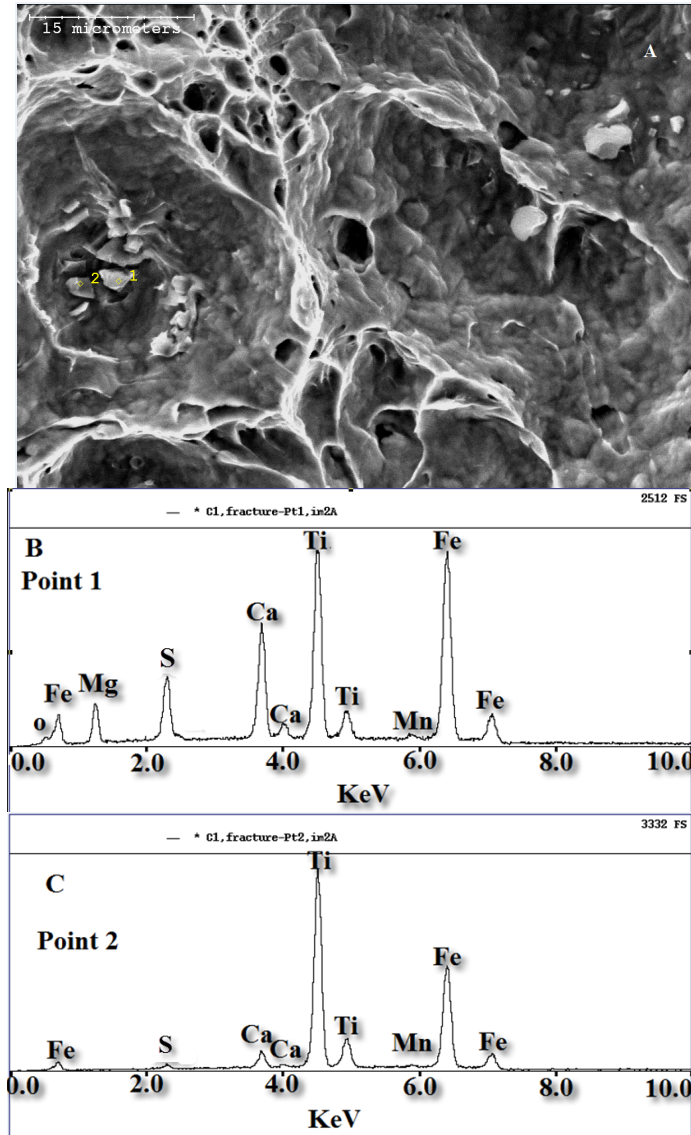 15 micrometers
A
2 1
2512 FS
* C1,fracture-Pt1,im2A
B
Point 1
Ti
Fe
Ca
S
Mg
Fe
o
Ca
Ti
Mn
Fe
0.0 2.0 4.0 6.0 8.0 10.0
KeV
3332 FS
* C1,fracture-Pt2,im2A
C
Point 2
Ti
Fe
Fe
S
Ca
Ca
Ti
Mn
Fe
0.0 2.0 4.0 6.0 8.0 10.0
KeV